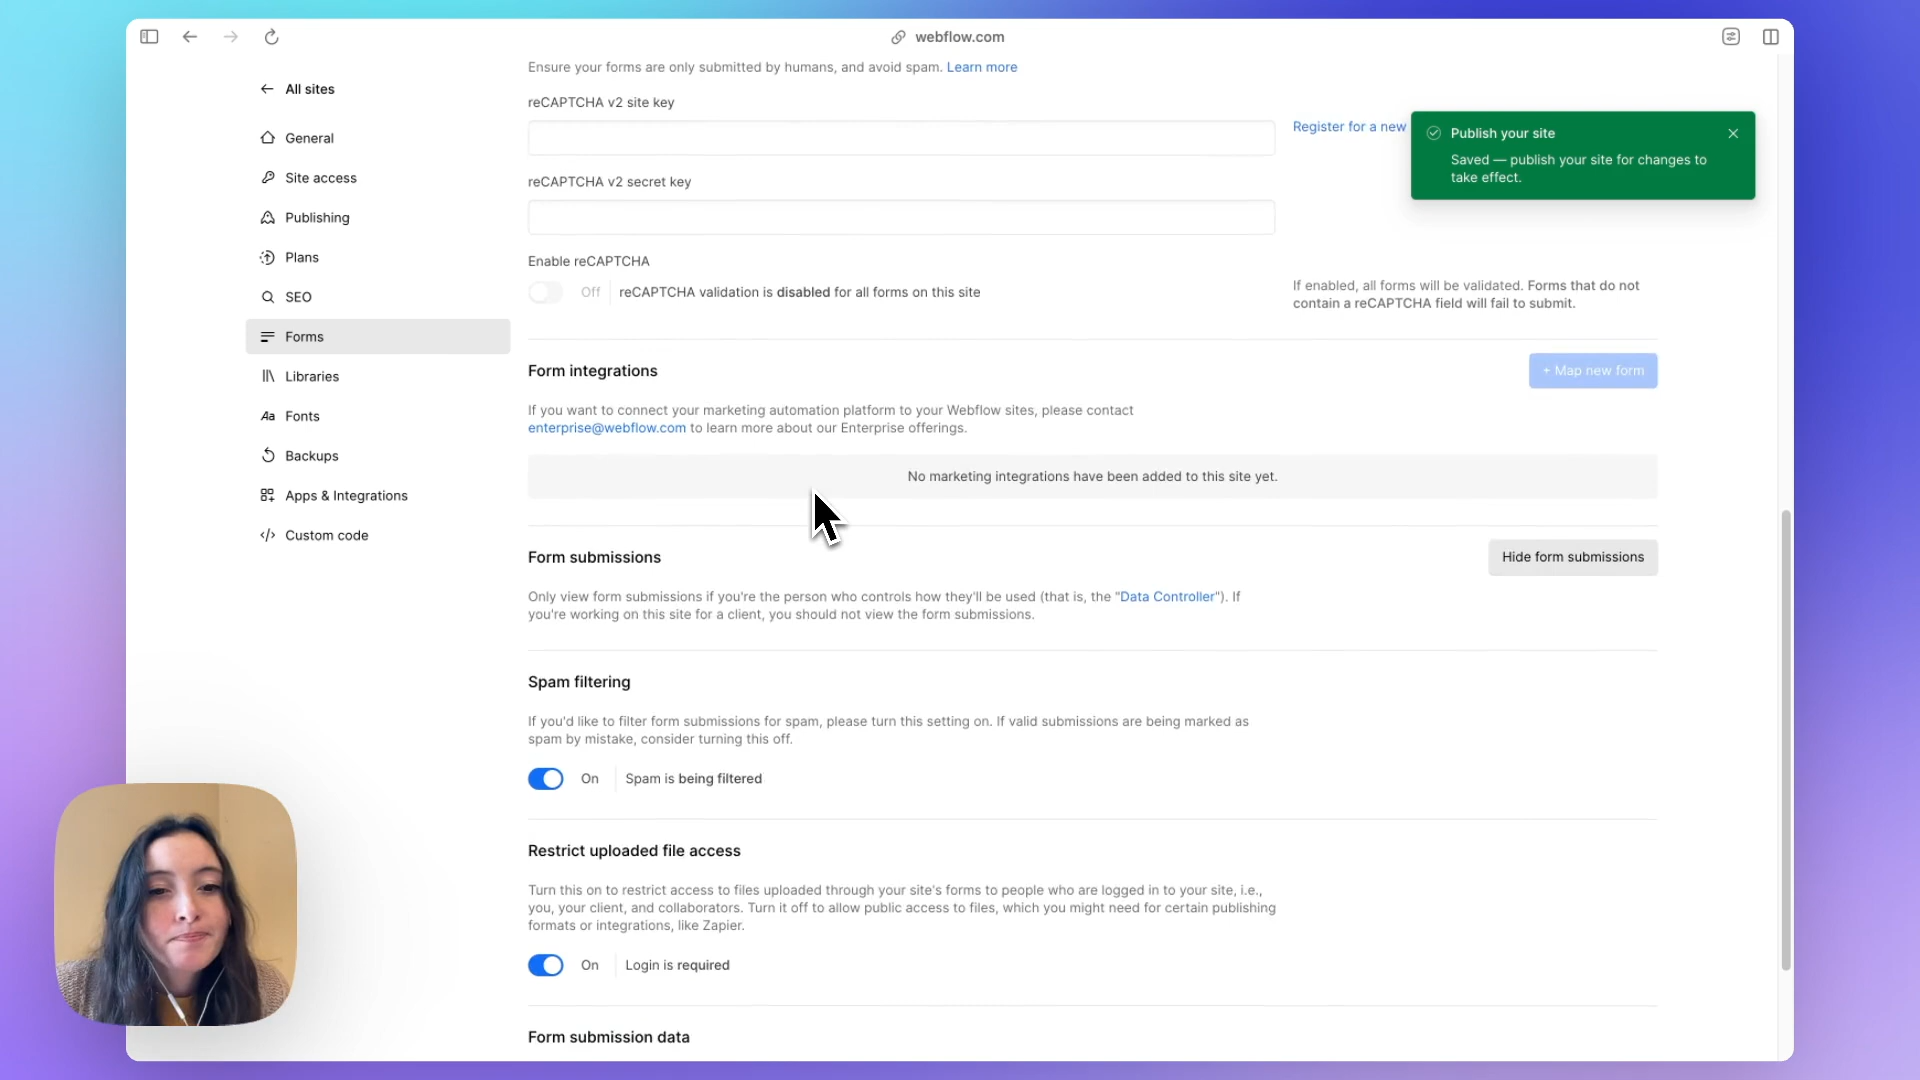 webflow.com
All sites
General
Site access
Publishing
Plans
SEO
Forms
Libraries
Aa Fonts
Backups
Apps & Integrations
</> Custom code
Ensure your forms are only submitted by humans, and avoid spam. Learn more
reCAPTCHA v2 site key
Register for a new
reCAPTCHA v2 secret key
Enable reCAPTCHA
Off reCAPTCHA validation is disabled for all forms on this site
If enabled, all forms will be validated. Forms that do not
contain a reCAPTCHA field will fail to submit.
Publish your site
Saved — publish your site for changes to
take effect.
Form integrations
+ Map new form
If you want to connect your marketing automation platform to your Webflow sites, please contact
enterprise@webflow.com to learn more about our Enterprise offerings.
No marketing integrations have been added to this site yet.
Form submissions
Hide form submissions
Only view form submissions if you're the person who controls how they'll be used (that is, the "Data Controller"). If
you're working on this site for a client, you should not view the form submissions.
Spam filtering
If you'd like to filter form submissions for spam, please turn this setting on. If valid submissions are being marked as
spam by mistake, consider turning this off.
On Spam is being filtered
Restrict uploaded file access
Turn this on to restrict access to files uploaded through your site's forms to people who are logged in to your site, i.e.,
you, your client, and collaborators. Turn it off to allow public access to files, which you might need for certain publishing
formats or integrations, like Zapier.
On Login is required
Form submission data